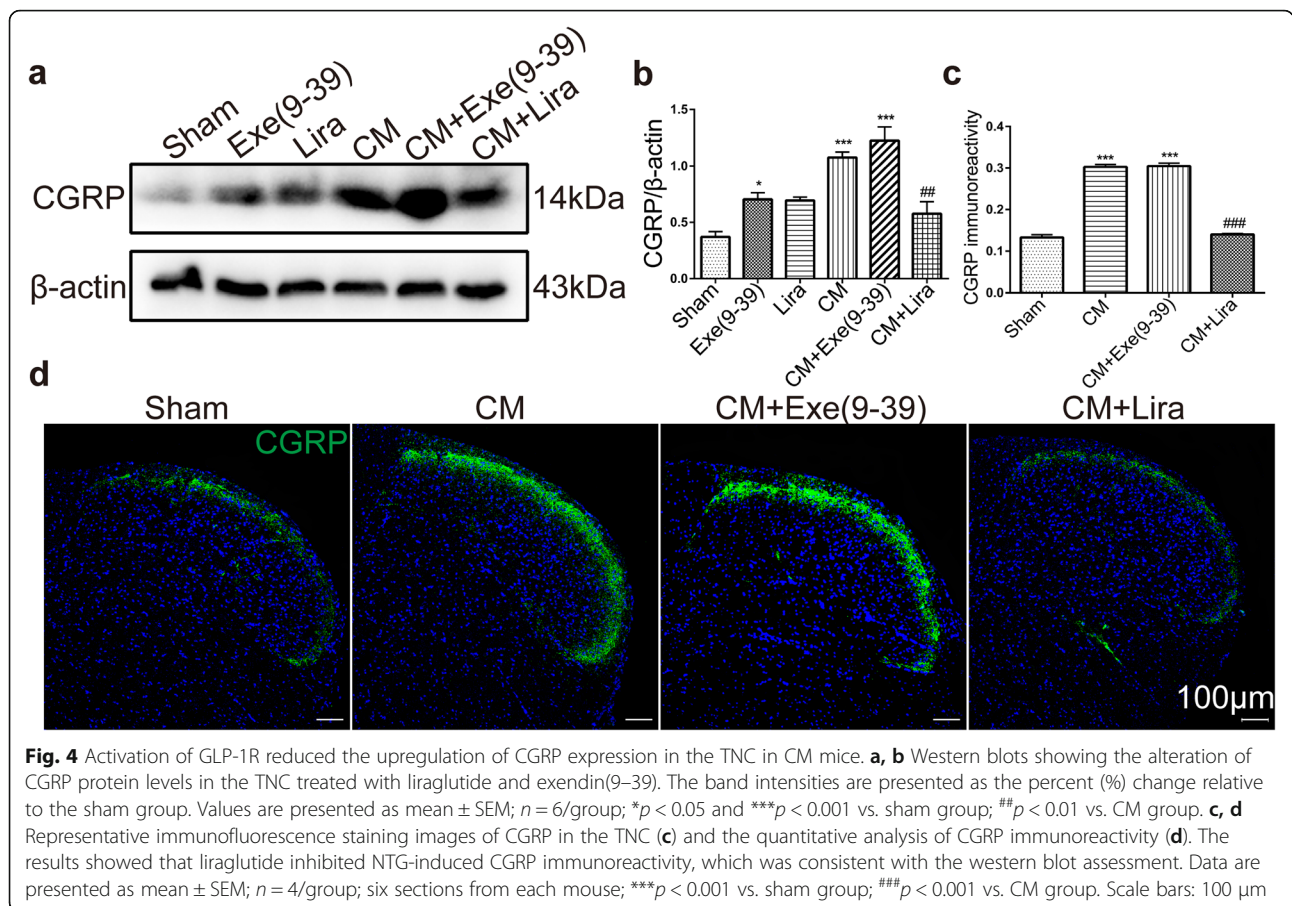 a
Sham
Exe(9-39)
Lira
CM
CM+Exe(9-39)
CM+Lira
CGRP
14kDa
β-actin
43kDa
b
CGRP/β-actin
1.5
1.0
0.5
0.0
*
***
***
##
Sham
Exe(9-39)
Lira
CM
CM+Exe(9-39)
CM+Lira
c
CGRP immunoreactivity
0.4
0.3
0.2
0.1
0.0
***
***
###
Sham
CM
CM+Exe(9-39)
CM+Lira
d
Sham
CM
CM+Exe(9-39)
CM+Lira
CGRP
100μm
Fig. 4 Activation of GLP-1R reduced the upregulation of CGRP expression in the TNC in CM mice. a, b Western blots showing the alteration of
CGRP protein levels in the TNC treated with liraglutide and exendin(9–39). The band intensities are presented as the percent (%) change relative
to the sham group. Values are presented as mean ± SEM; n = 6/group; *p < 0.05 and ***p < 0.001 vs. sham group; ##p < 0.01 vs. CM group. c, d
Representative immunofluorescence staining images of CGRP in the TNC (c) and the quantitative analysis of CGRP immunoreactivity (d). The
results showed that liraglutide inhibited NTG-induced CGRP immunoreactivity, which was consistent with the western blot assessment. Data are
presented as mean ± SEM; n = 4/group; six sections from each mouse; ***p < 0.001 vs. sham group; ###p < 0.001 vs. CM group. Scale bars: 100 μm